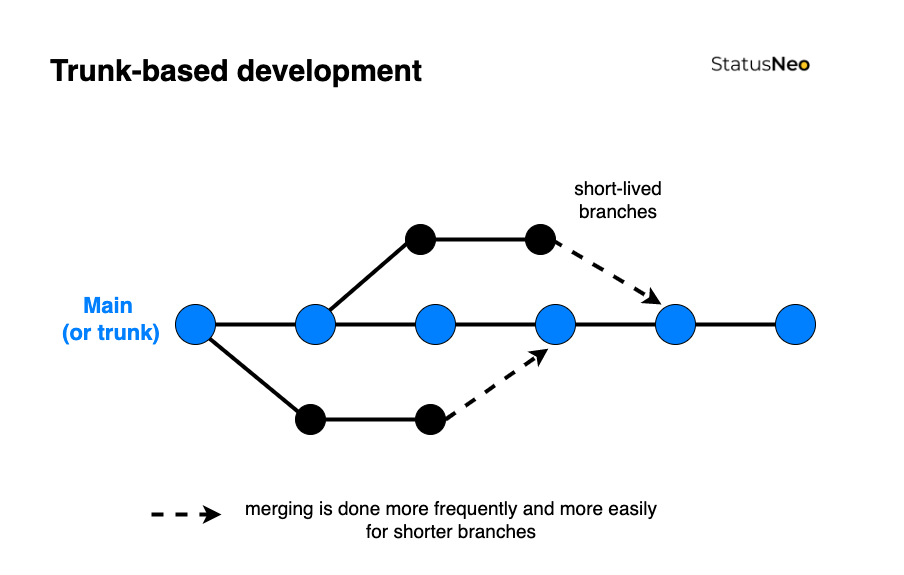 Trunk-based development
StatusNeo
short-lived
branches
Main
(or trunk)
merging is done more frequently and more easily
for shorter branches